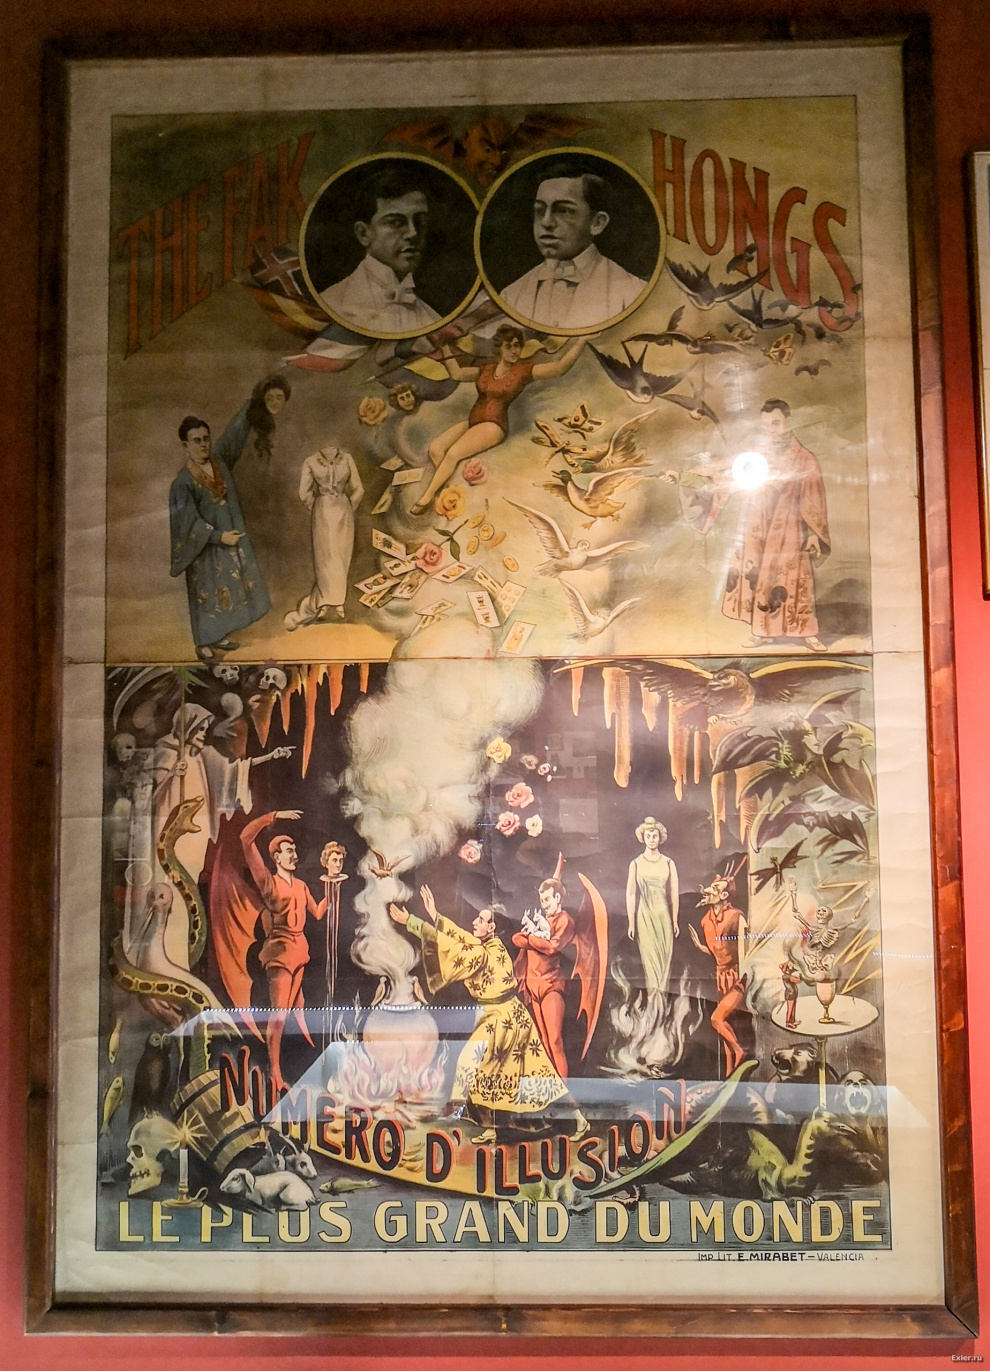 THE FAK HONGS
NUMERO D'ILLUSION
LE PLUS GRAND DU MONDE
IMP. LIT. E. MIRABET - VALENCIA
Exler.ru